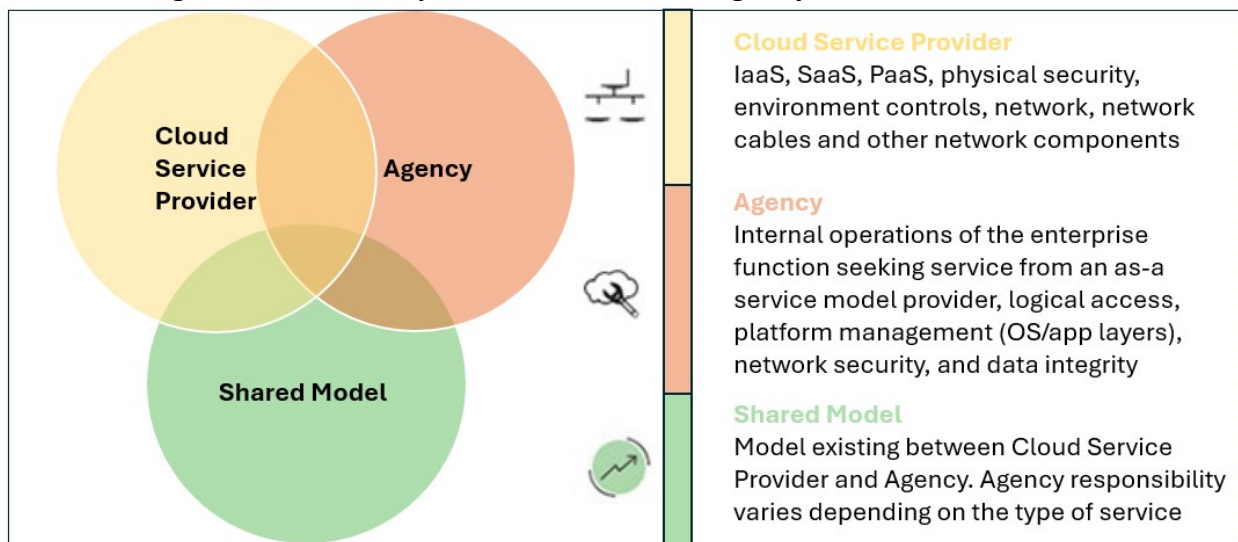 Cloud
Service
Provider
Agency
Shared Model
Cloud Service Provider
IaaS, SaaS, PaaS, physical security,
environment controls, network, network
cables and other network components
Agency
Internal operations of the enterprise
function seeking service from an as-a
service model provider, logical access,
platform management (OS/app layers),
network security, and data integrity
Shared Model
Model existing between Cloud Service
Provider and Agency. Agency responsibility
varies depending on the type of service